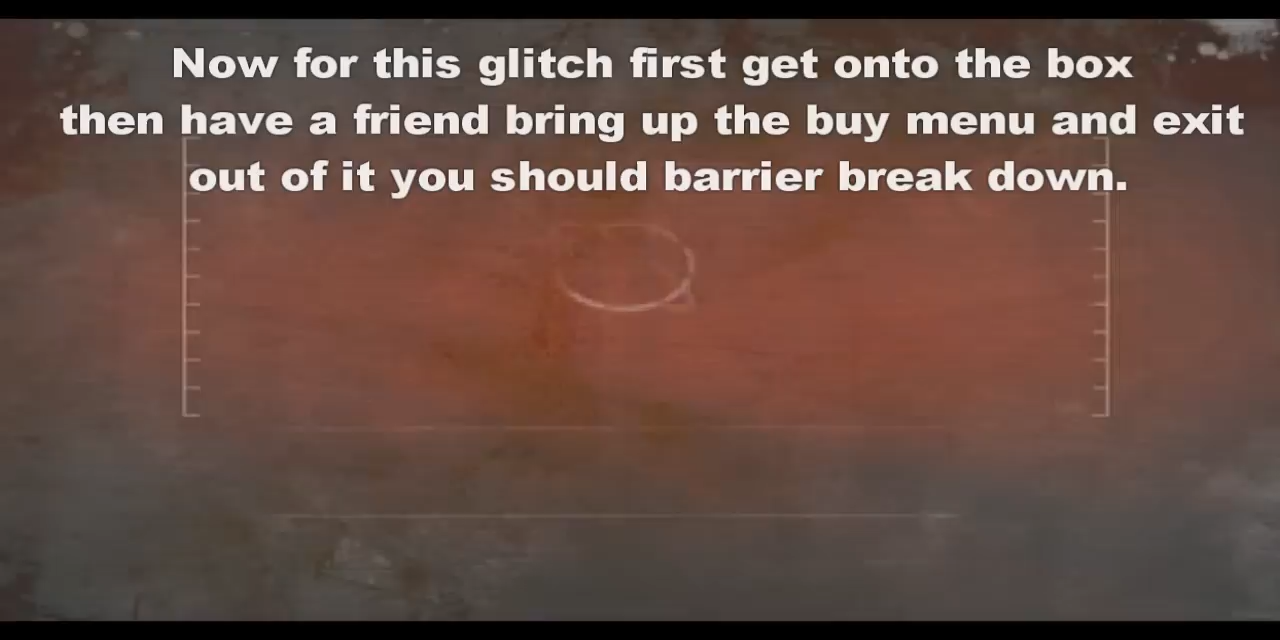 Now for this glitch first get onto the box
then have a friend bring up the buy menu and exit
out of it you should barrier break down.